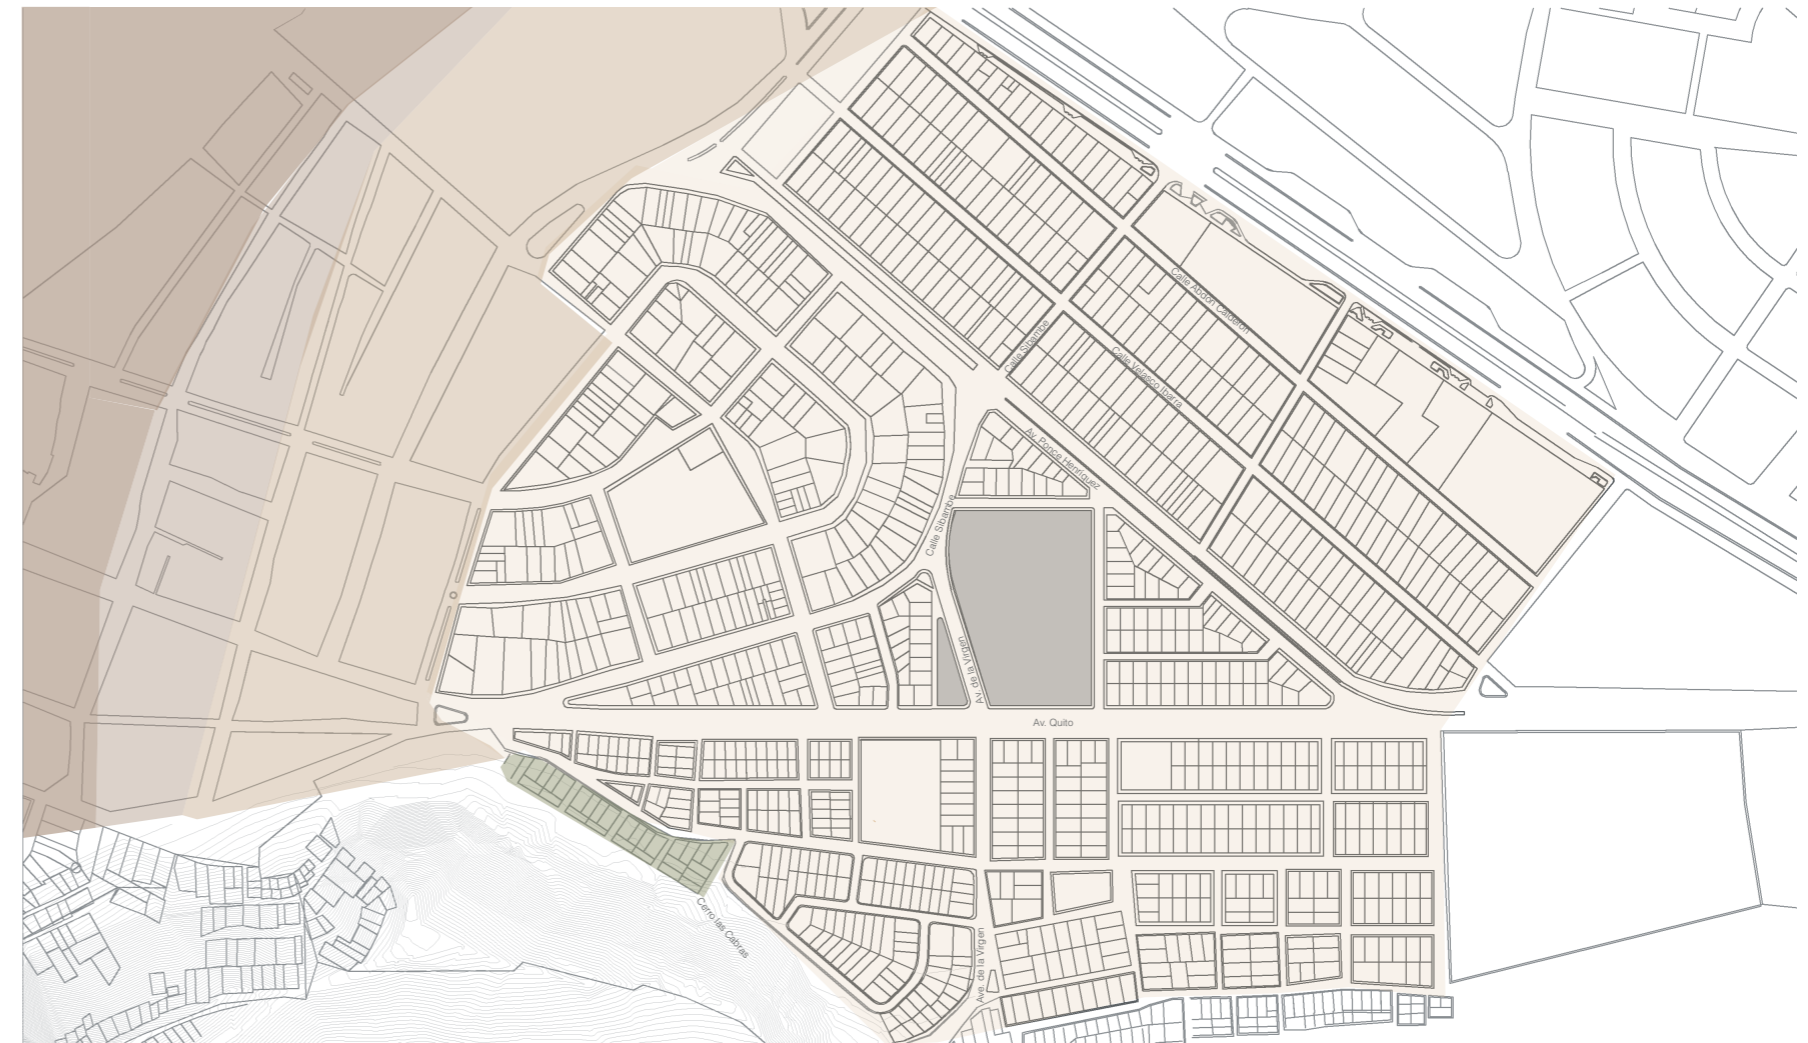 Calle Abdón Calderón
Calle Sibambe
Calle Velasco Ibarra
Av. Ponce Henríquez
Calle Sibambe
Av. de la Virgen
Av. Quito
Cerro las Cabras
Ave. de la Virgen